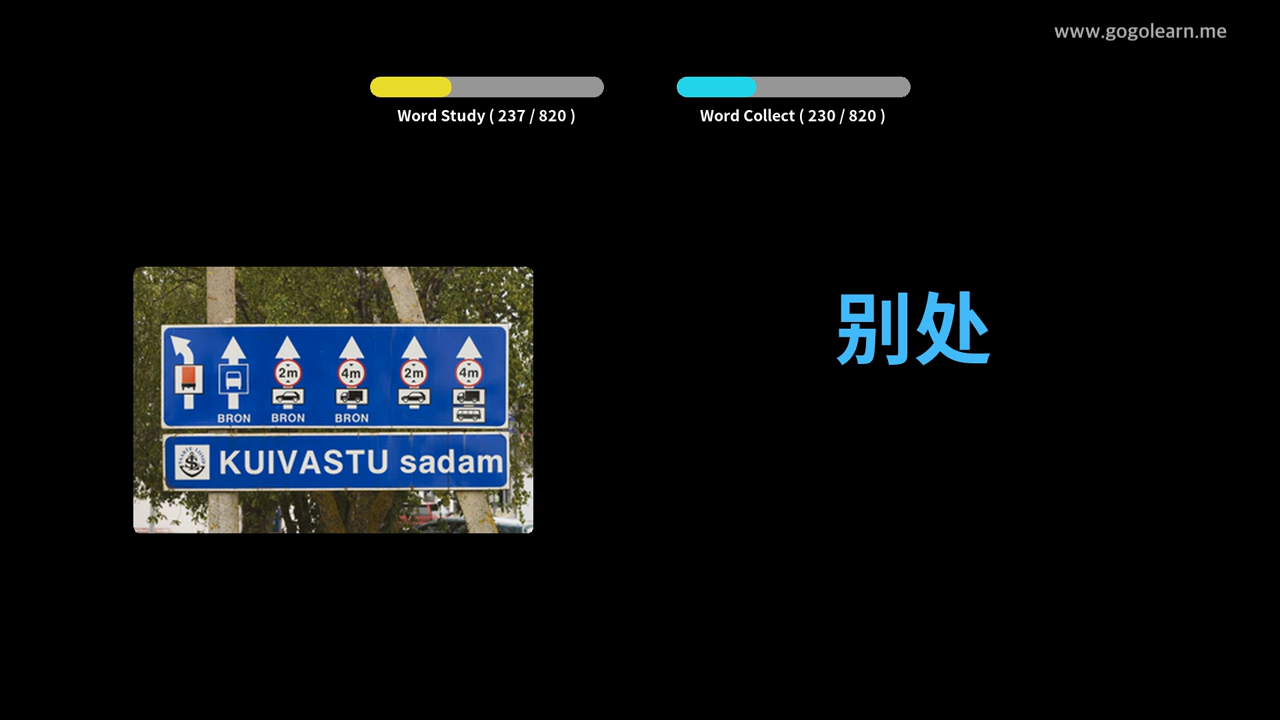 www.gogolearn.me
Word Study ( 237 / 820 )
Word Collect ( 230 / 820 )
别处
2m 4m 2m 4m
BRON BRON BRON
KUIVASTU sadam